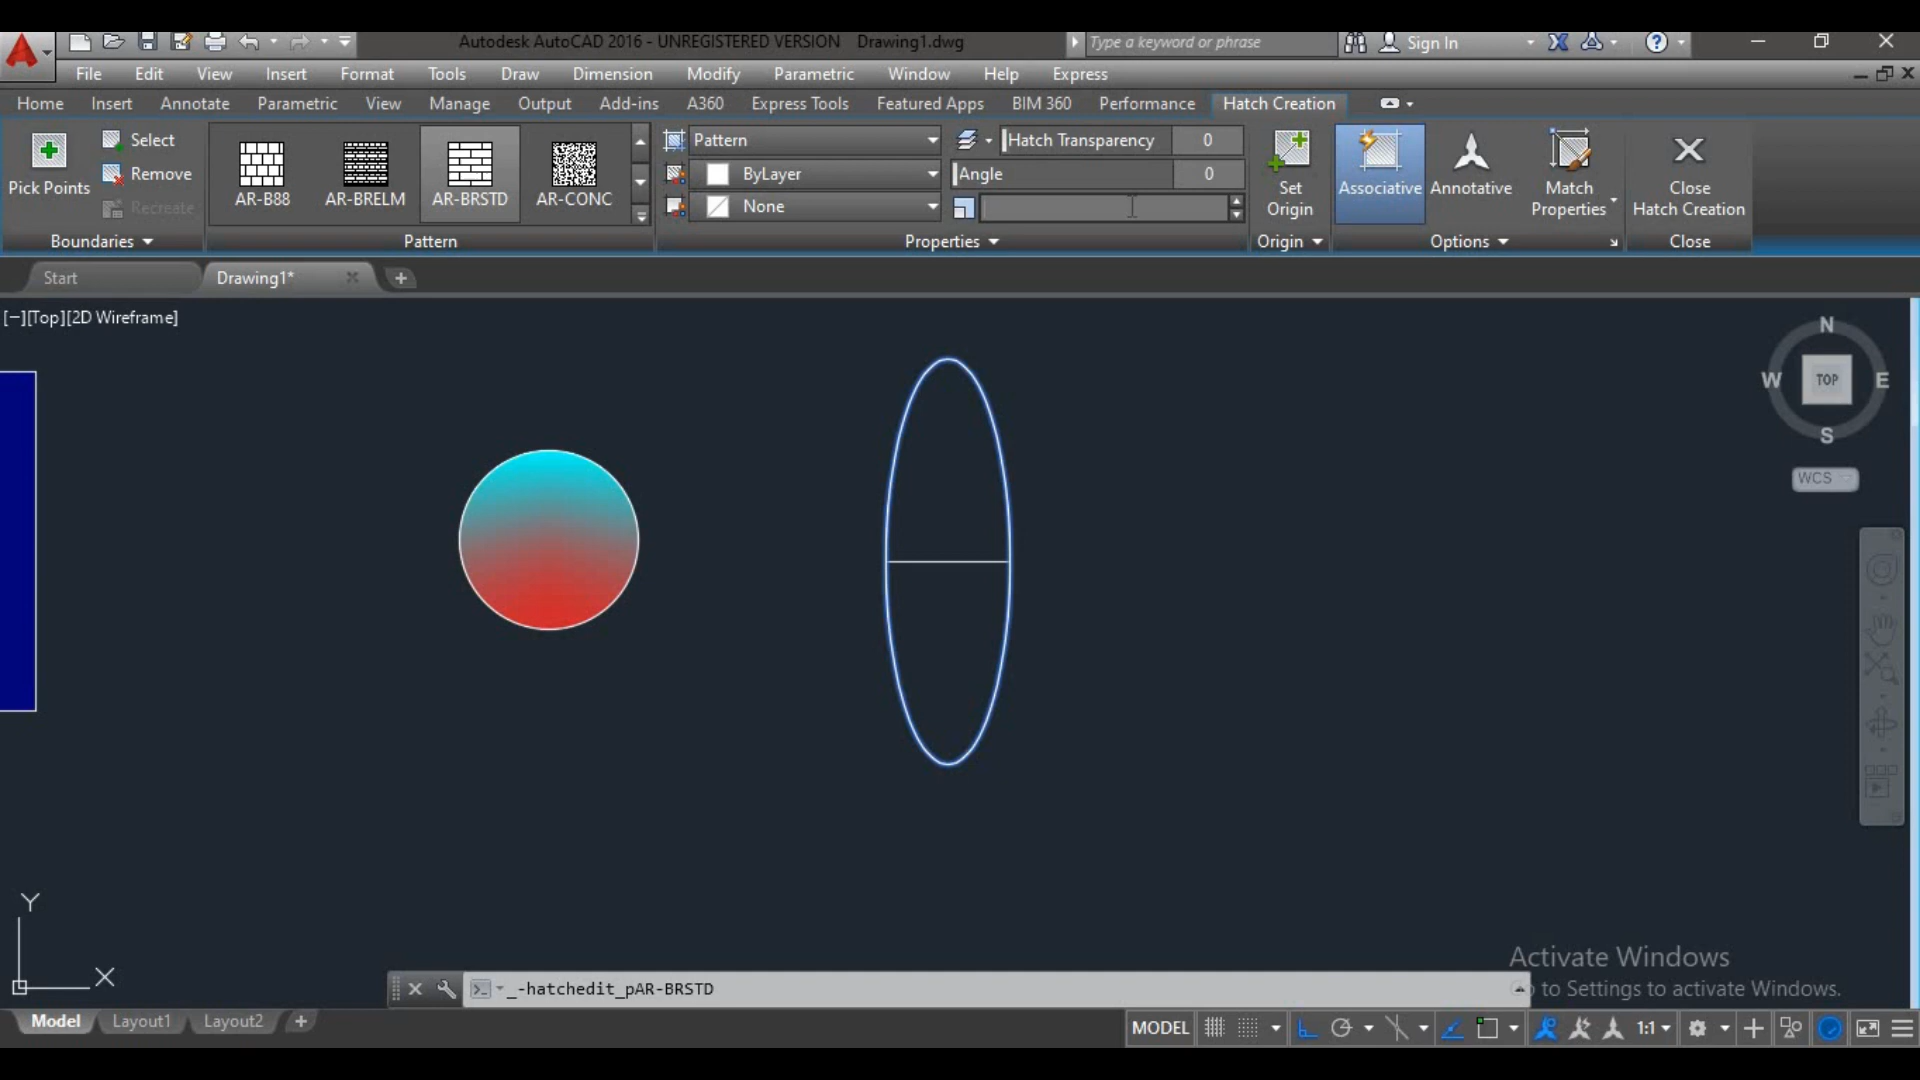 Autodesk AutoCAD 2016 - UNREGISTERED VERSION Drawing1.dwg
Type a keyword or phrase
Sign In
File Edit View Insert Format Tools Draw Dimension Modify Parametric Window Help Express
Home Insert Annotate Parametric View Manage Output Add-ins A360 Express Tools Featured Apps BIM 360 Performance Hatch Creation
Pick Points
Select
Remove
Recreate
Boundaries
AR-B88 AR-BRELM AR-BRSTD AR-CONC
Pattern
Pattern
ByLayer
None
Hatch Transparency 0
Angle 0
Properties
Set Origin
Origin
Associative
Annotative
Match Properties
Options
Close Hatch Creation
Close
Start Drawing1*
[−][Top][2D Wireframe]
N
W TOP E
S
WCS
Y
X
Activate Windows
to Settings to activate Windows.
_-hatchedit_pAR-BRSTD
Model Layout1 Layout2
MODEL 1:1